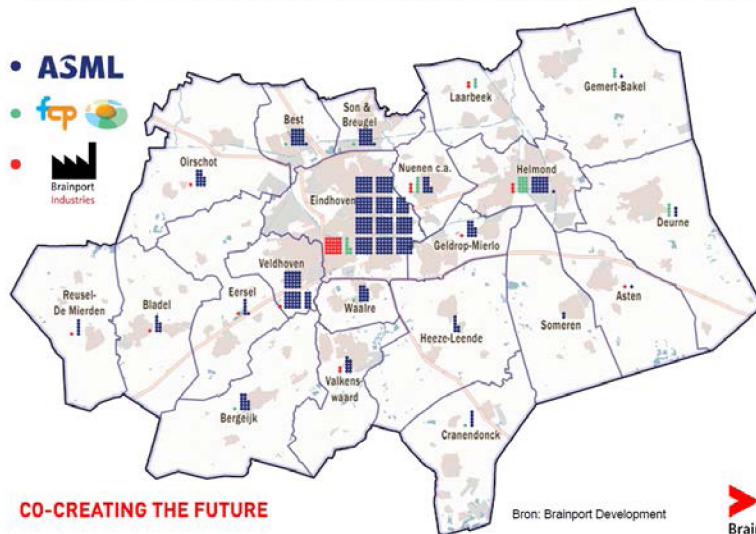 ASML
fcp
Brainport
Industries
Gemert-Bakel
Laarbeek
Son &
Breugel
Best
Oirschot
Nuenen c.a.
Helmond
Eindhoven
Deurne
Geldrop-Mierlo
Veldhoven
Reusel-
De Mierden
Bladel
Eersel
Waalre
Asten
Heeze-Leende
Someren
Valkens-
waard
Bergeijk
Cranendonck
CO-CREATING THE FUTURE
Bron: Brainport Development
Brain